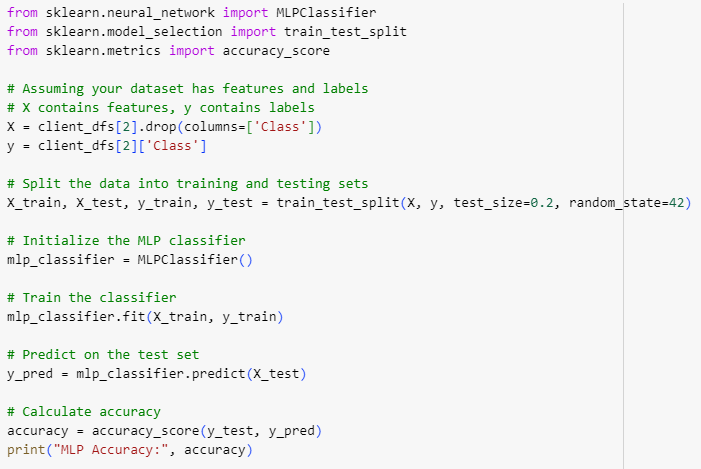 from sklearn.neural_network import MLPClassifier
from sklearn.model_selection import train_test_split
from sklearn.metrics import accuracy_score
# Assuming your dataset has features and labels
# X contains features, y contains labels
X = client_dfs[2].drop(columns=['Class'])
y = client_dfs[2]['Class']
# Split the data into training and testing sets
X_train, X_test, y_train, y_test = train_test_split(X, y, test_size=0.2, random_state=42)
# Initialize the MLP classifier
mlp_classifier = MLPClassifier()
# Train the classifier
mlp_classifier.fit(X_train, y_train)
# Predict on the test set
y_pred = mlp_classifier.predict(X_test)
# Calculate accuracy
accuracy = accuracy_score(y_test, y_pred)
print("MLP Accuracy:", accuracy)